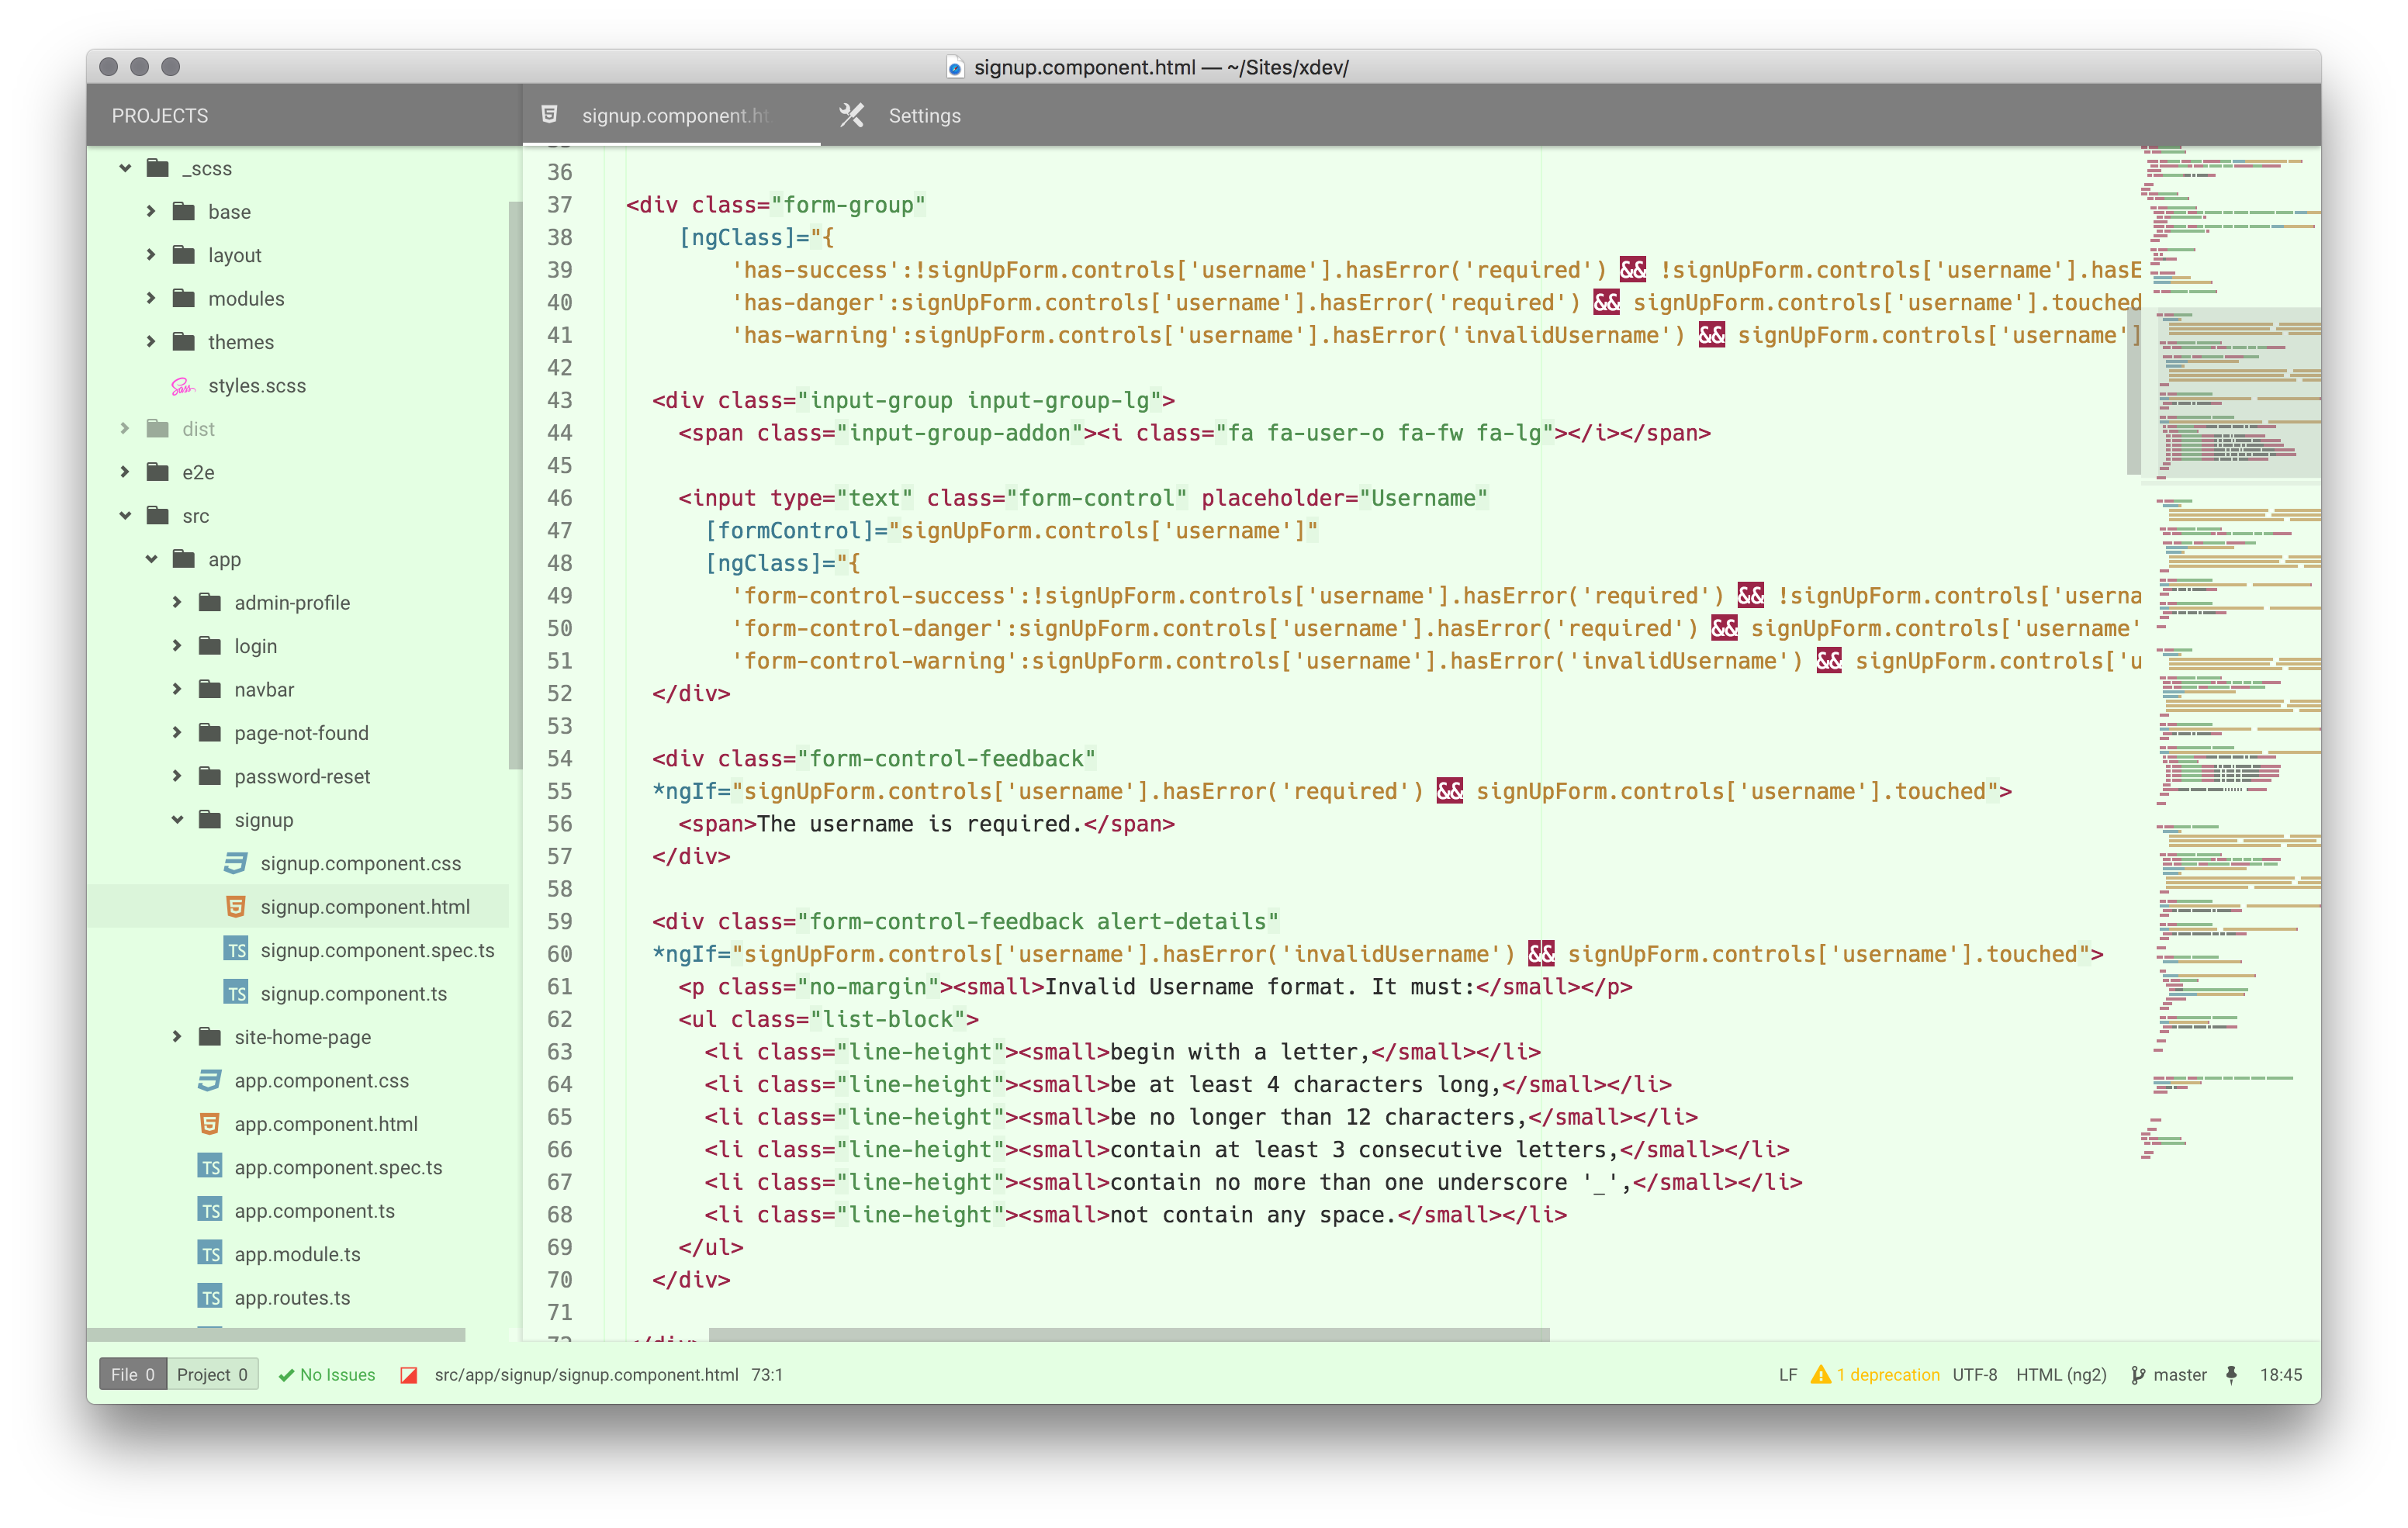 signup.component.html — ~/Sites/xdev/
PROJECTS
signup.component.ht
Settings
_scss
base
layout
modules
themes
styles.scss
dist
e2e
src
app
admin-profile
login
navbar
page-not-found
password-reset
signup
signup.component.css
signup.component.html
signup.component.spec.ts
signup.component.ts
site-home-page
app.component.css
app.component.html
app.component.spec.ts
app.component.ts
app.module.ts
app.routes.ts
36
37 <div class="form-group"
38 [ngClass]="{
39 'has-success':!signUpForm.controls['username'].hasError('required') && !signUpForm.controls['username'].hasE
40 'has-danger':signUpForm.controls['username'].hasError('required') && signUpForm.controls['username'].touched
41 'has-warning':signUpForm.controls['username'].hasError('invalidUsername') && signUpForm.controls['username']
42
43 <div class="input-group input-group-lg">
44 <span class="input-group-addon"><i class="fa fa-user-o fa-fw fa-lg"></i></span>
45
46 <input type="text" class="form-control" placeholder="Username"
47 [formControl]="signUpForm.controls['username']"
48 [ngClass]="{
49 'form-control-success':!signUpForm.controls['username'].hasError('required') && !signUpForm.controls['userna
50 'form-control-danger':signUpForm.controls['username'].hasError('required') && signUpForm.controls['username'
51 'form-control-warning':signUpForm.controls['username'].hasError('invalidUsername') && signUpForm.controls['u
52 </div>
53
54 <div class="form-control-feedback"
55 *ngIf="signUpForm.controls['username'].hasError('required') && signUpForm.controls['username'].touched">
56 <span>The username is required.</span>
57 </div>
58
59 <div class="form-control-feedback alert-details"
60 *ngIf="signUpForm.controls['username'].hasError('invalidUsername') && signUpForm.controls['username'].touched">
61 <p class="no-margin"><small>Invalid Username format. It must:</small></p>
62 <ul class="list-block">
63 <li class="line-height"><small>begin with a letter,</small></li>
64 <li class="line-height"><small>be at least 4 characters long,</small></li>
65 <li class="line-height"><small>be no longer than 12 characters,</small></li>
66 <li class="line-height"><small>contain at least 3 consecutive letters,</small></li>
67 <li class="line-height"><small>contain no more than one underscore '_',</small></li>
68 <li class="line-height"><small>not contain any space.</small></li>
69 </ul>
70 </div>
71
72 </div>
File 0 Project 0 No Issues src/app/signup/signup.component.html 73:1 LF 1 deprecation UTF-8 HTML (ng2) master 18:45